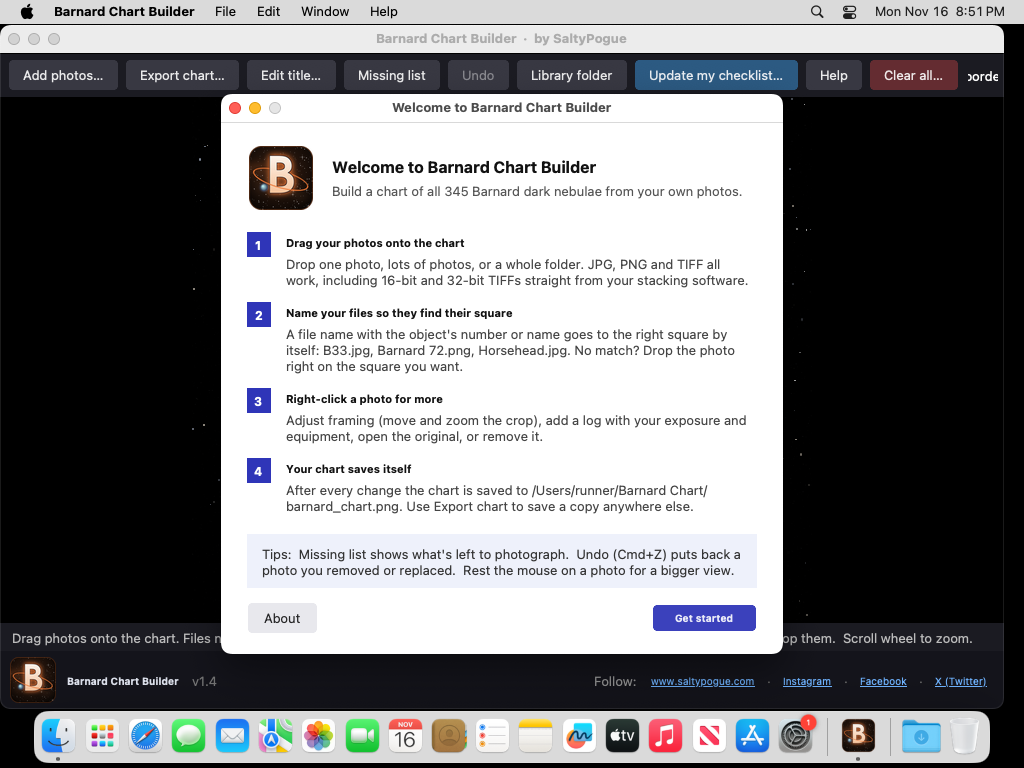 Barnard Chart Builder File Edit Window Help Mon Nov 16 8:51 PM
Barnard Chart Builder · by SaltyPogue
Add photos... Export chart... Edit title... Missing list Undo Library folder Update my checklist... Help Clear all...
Welcome to Barnard Chart Builder
B
Welcome to Barnard Chart Builder
Build a chart of all 345 Barnard dark nebulae from your own photos.
1 Drag your photos onto the chart
Drop one photo, lots of photos, or a whole folder. JPG, PNG and TIFF all
work, including 16-bit and 32-bit TIFFs straight from your stacking software.
2 Name your files so they find their square
A file name with the object's number or name goes to the right square by
itself: B33.jpg, Barnard 72.png, Horsehead.jpg. No match? Drop the photo
right on the square you want.
3 Right-click a photo for more
Adjust framing (move and zoom the crop), add a log with your exposure and
equipment, open the original, or remove it.
4 Your chart saves itself
After every change the chart is saved to /Users/runner/Barnard Chart/
barnard_chart.png. Use Export chart to save a copy anywhere else.
Tips: Missing list shows what's left to photograph. Undo (Cmd+Z) puts back a
photo you removed or replaced. Rest the mouse on a photo for a bigger view.
About Get started
Drag photos onto the chart. Files them. Scroll wheel to zoom.
B Barnard Chart Builder v1.4 Follow: www.saltypogue.com · Instagram · Facebook · X (Twitter)
NOV
16
tv
1
B